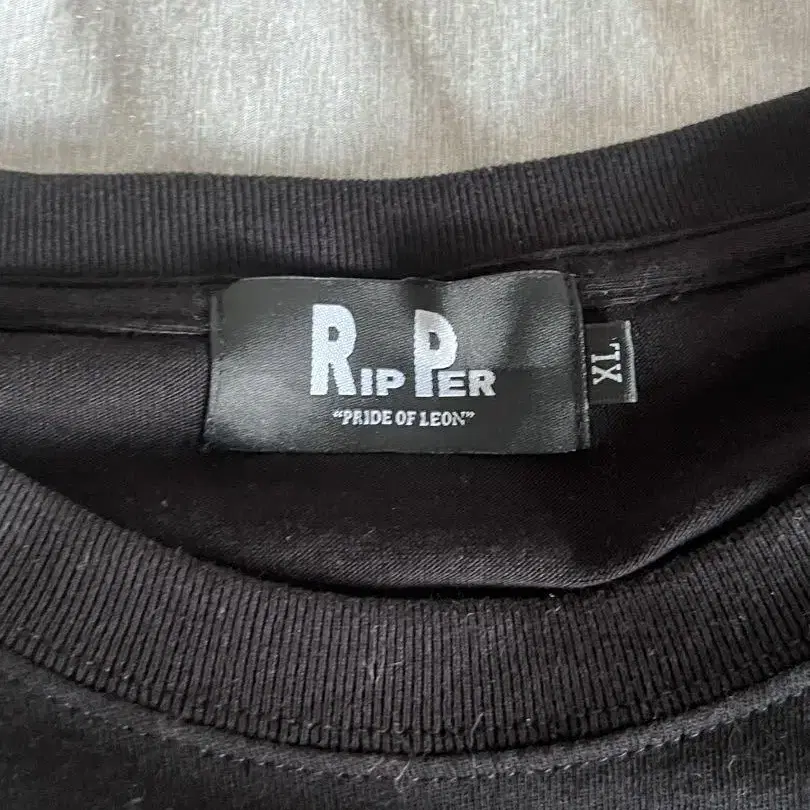 RIPPER
"PRIDE OF LEON"
XL